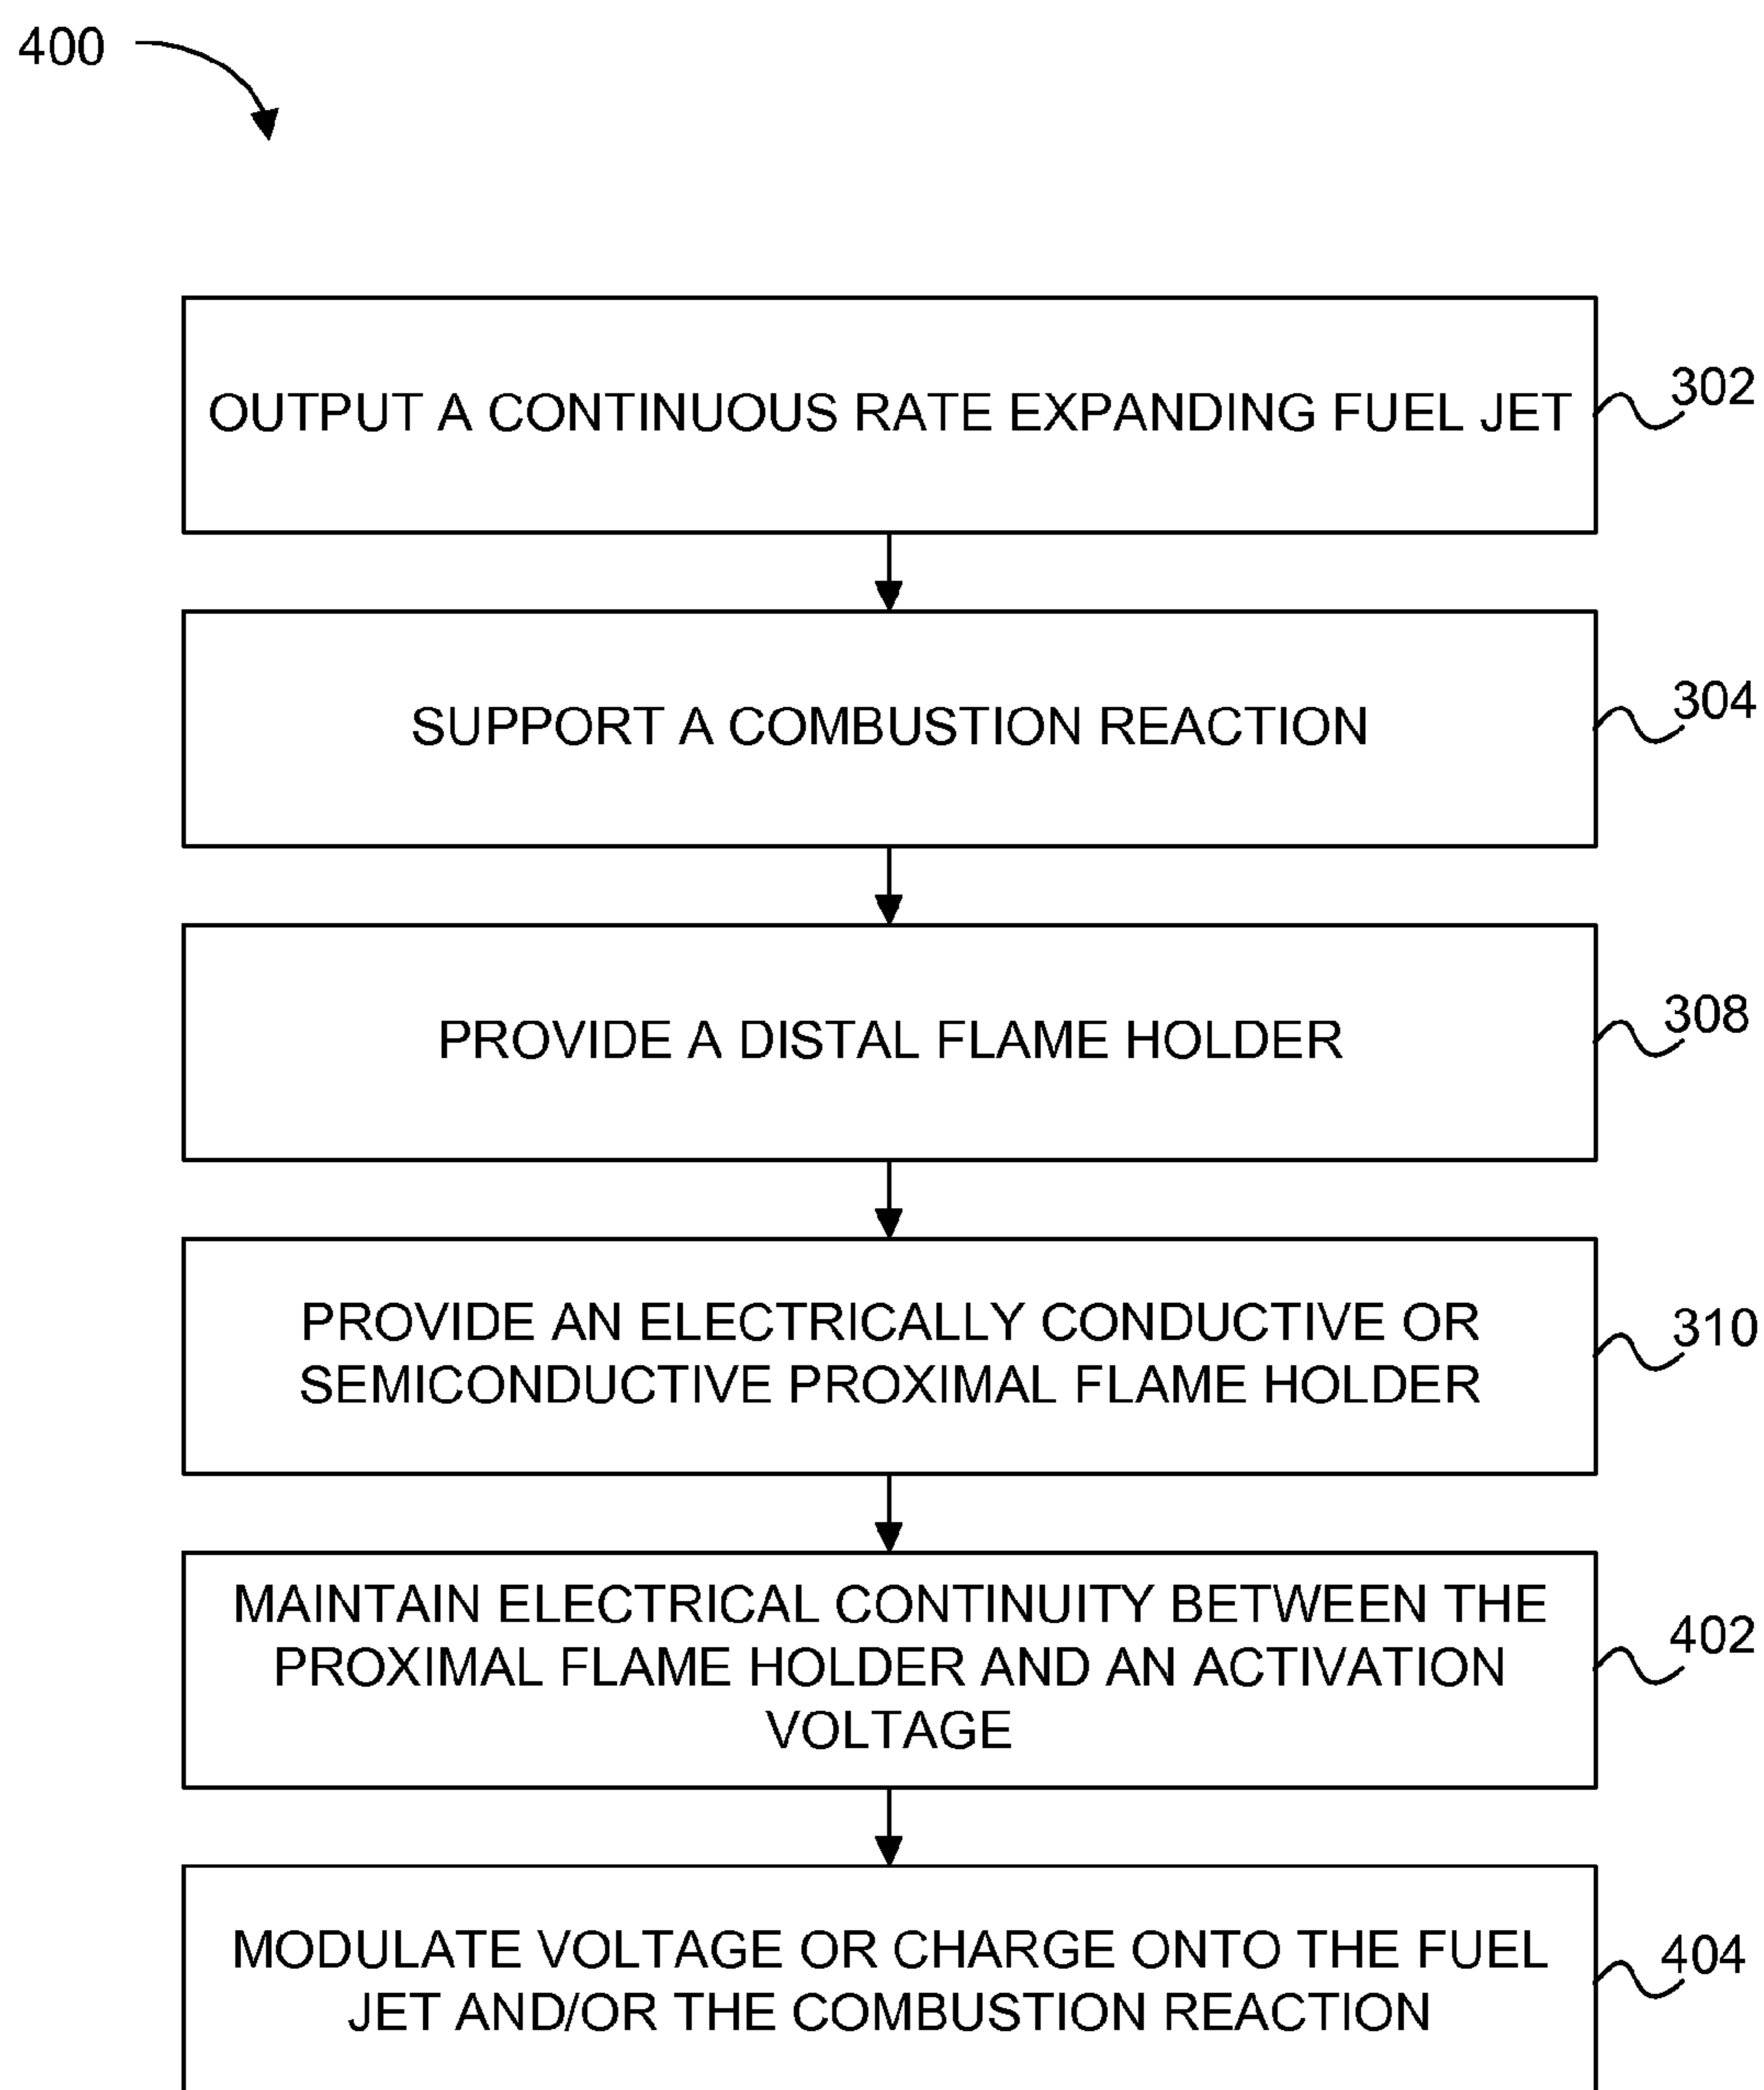 400
OUTPUT A CONTINUOUS RATE EXPANDING FUEL JET
302
SUPPORT A COMBUSTION REACTION
304
PROVIDE A DISTAL FLAME HOLDER
308
PROVIDE AN ELECTRICALLY CONDUCTIVE OR
SEMICONDUCTIVE PROXIMAL FLAME HOLDER
310
MAINTAIN ELECTRICAL CONTINUITY BETWEEN THE
PROXIMAL FLAME HOLDER AND AN ACTIVATION
VOLTAGE
402
MODULATE VOLTAGE OR CHARGE ONTO THE FUEL
JET AND/OR THE COMBUSTION REACTION
404